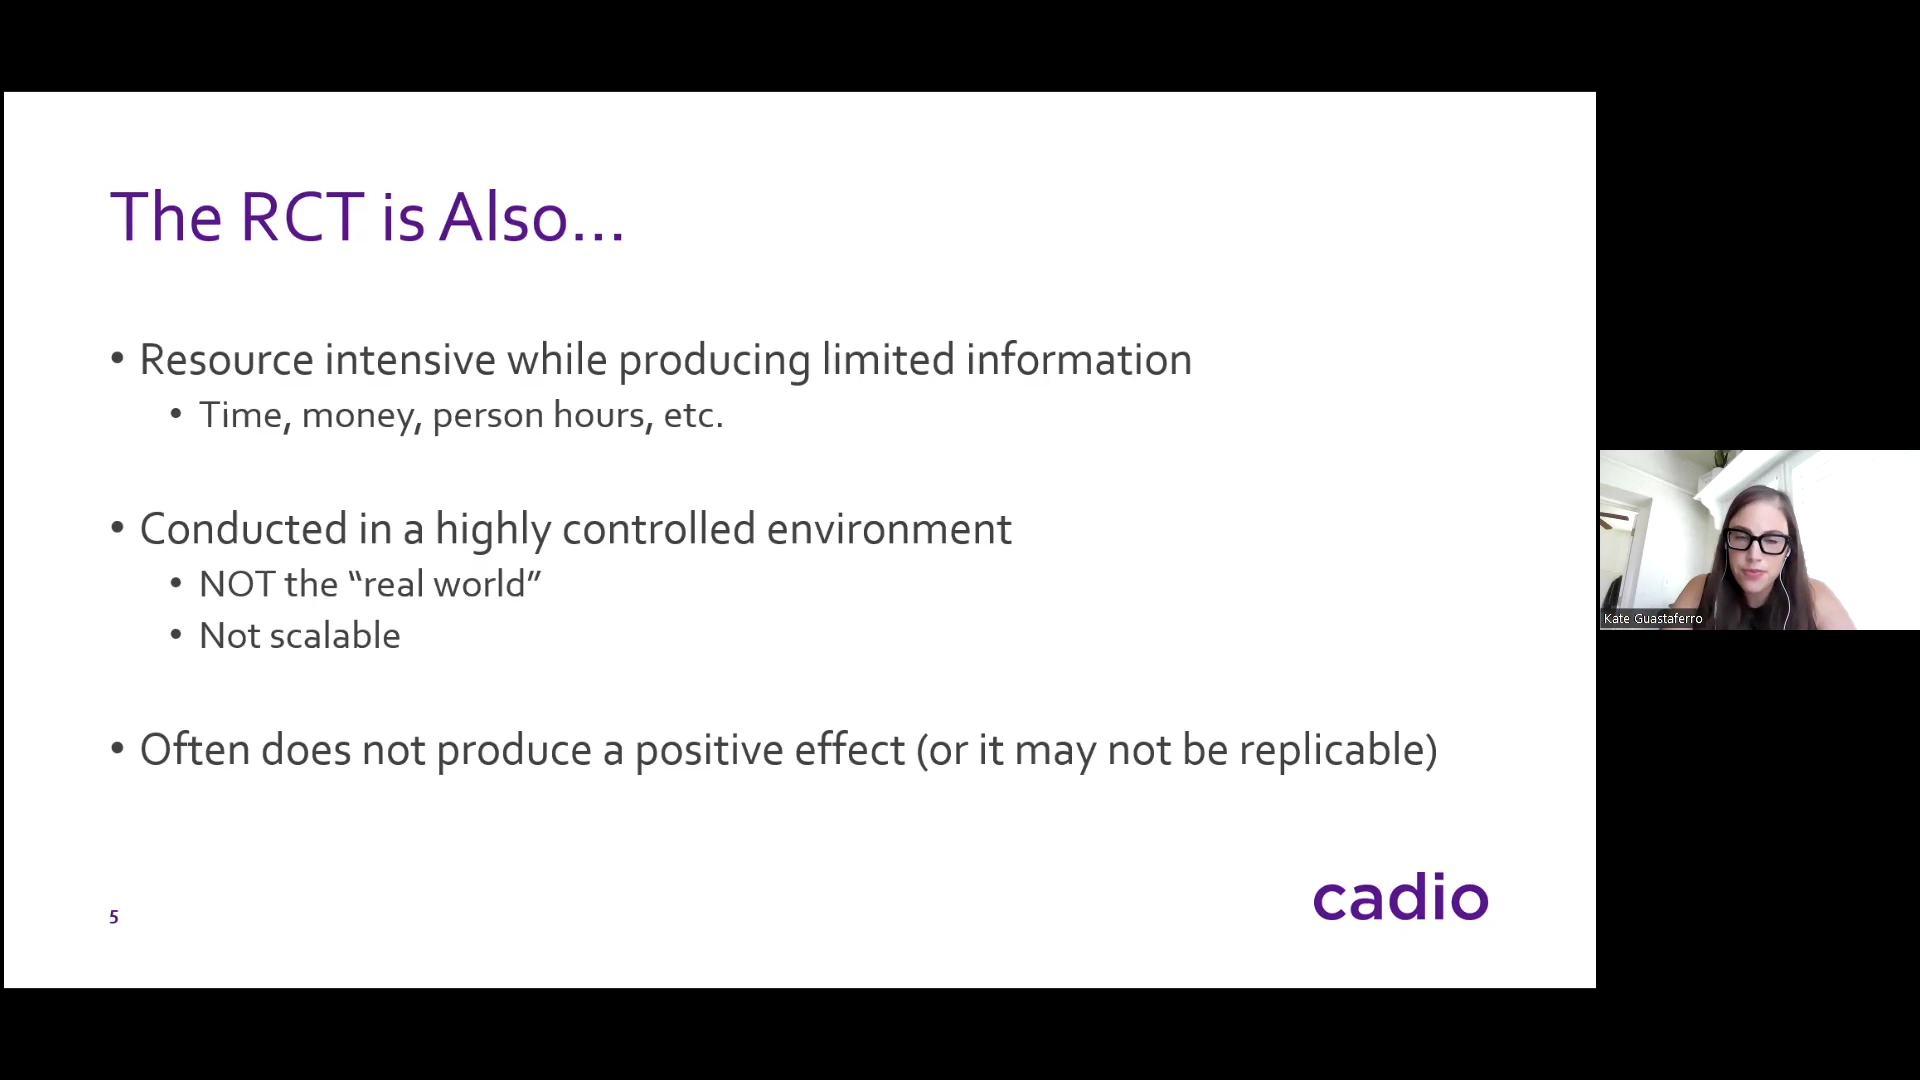 The RCT is Also...
• Resource intensive while producing limited information
• Time, money, person hours, etc.
• Conducted in a highly controlled environment
• NOT the “real world”
• Not scalable
• Often does not produce a positive effect (or it may not be replicable)
5
cadio
Kate Guastaferro